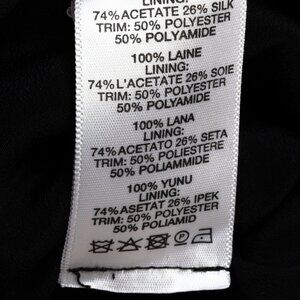 LINING:
74% ACETATE 26% SILK
TRIM: 50% POLYESTER
50% POLYAMIDE
100% LAINE
LINING:
74% L'ACETATE 26% SOIE
TRIM: 50% POLYESTER
50% POLYAMIDE
100% LANA
LINING:
74% ACETATO 26% SETA
TRIM: 50% POLIESTERE
50% POLIAMMIDE
100% YUNU
LINING:
74% ASETAT 26% IPEK
TRIM: 50% POLYESTER
50% POLIAMID
P